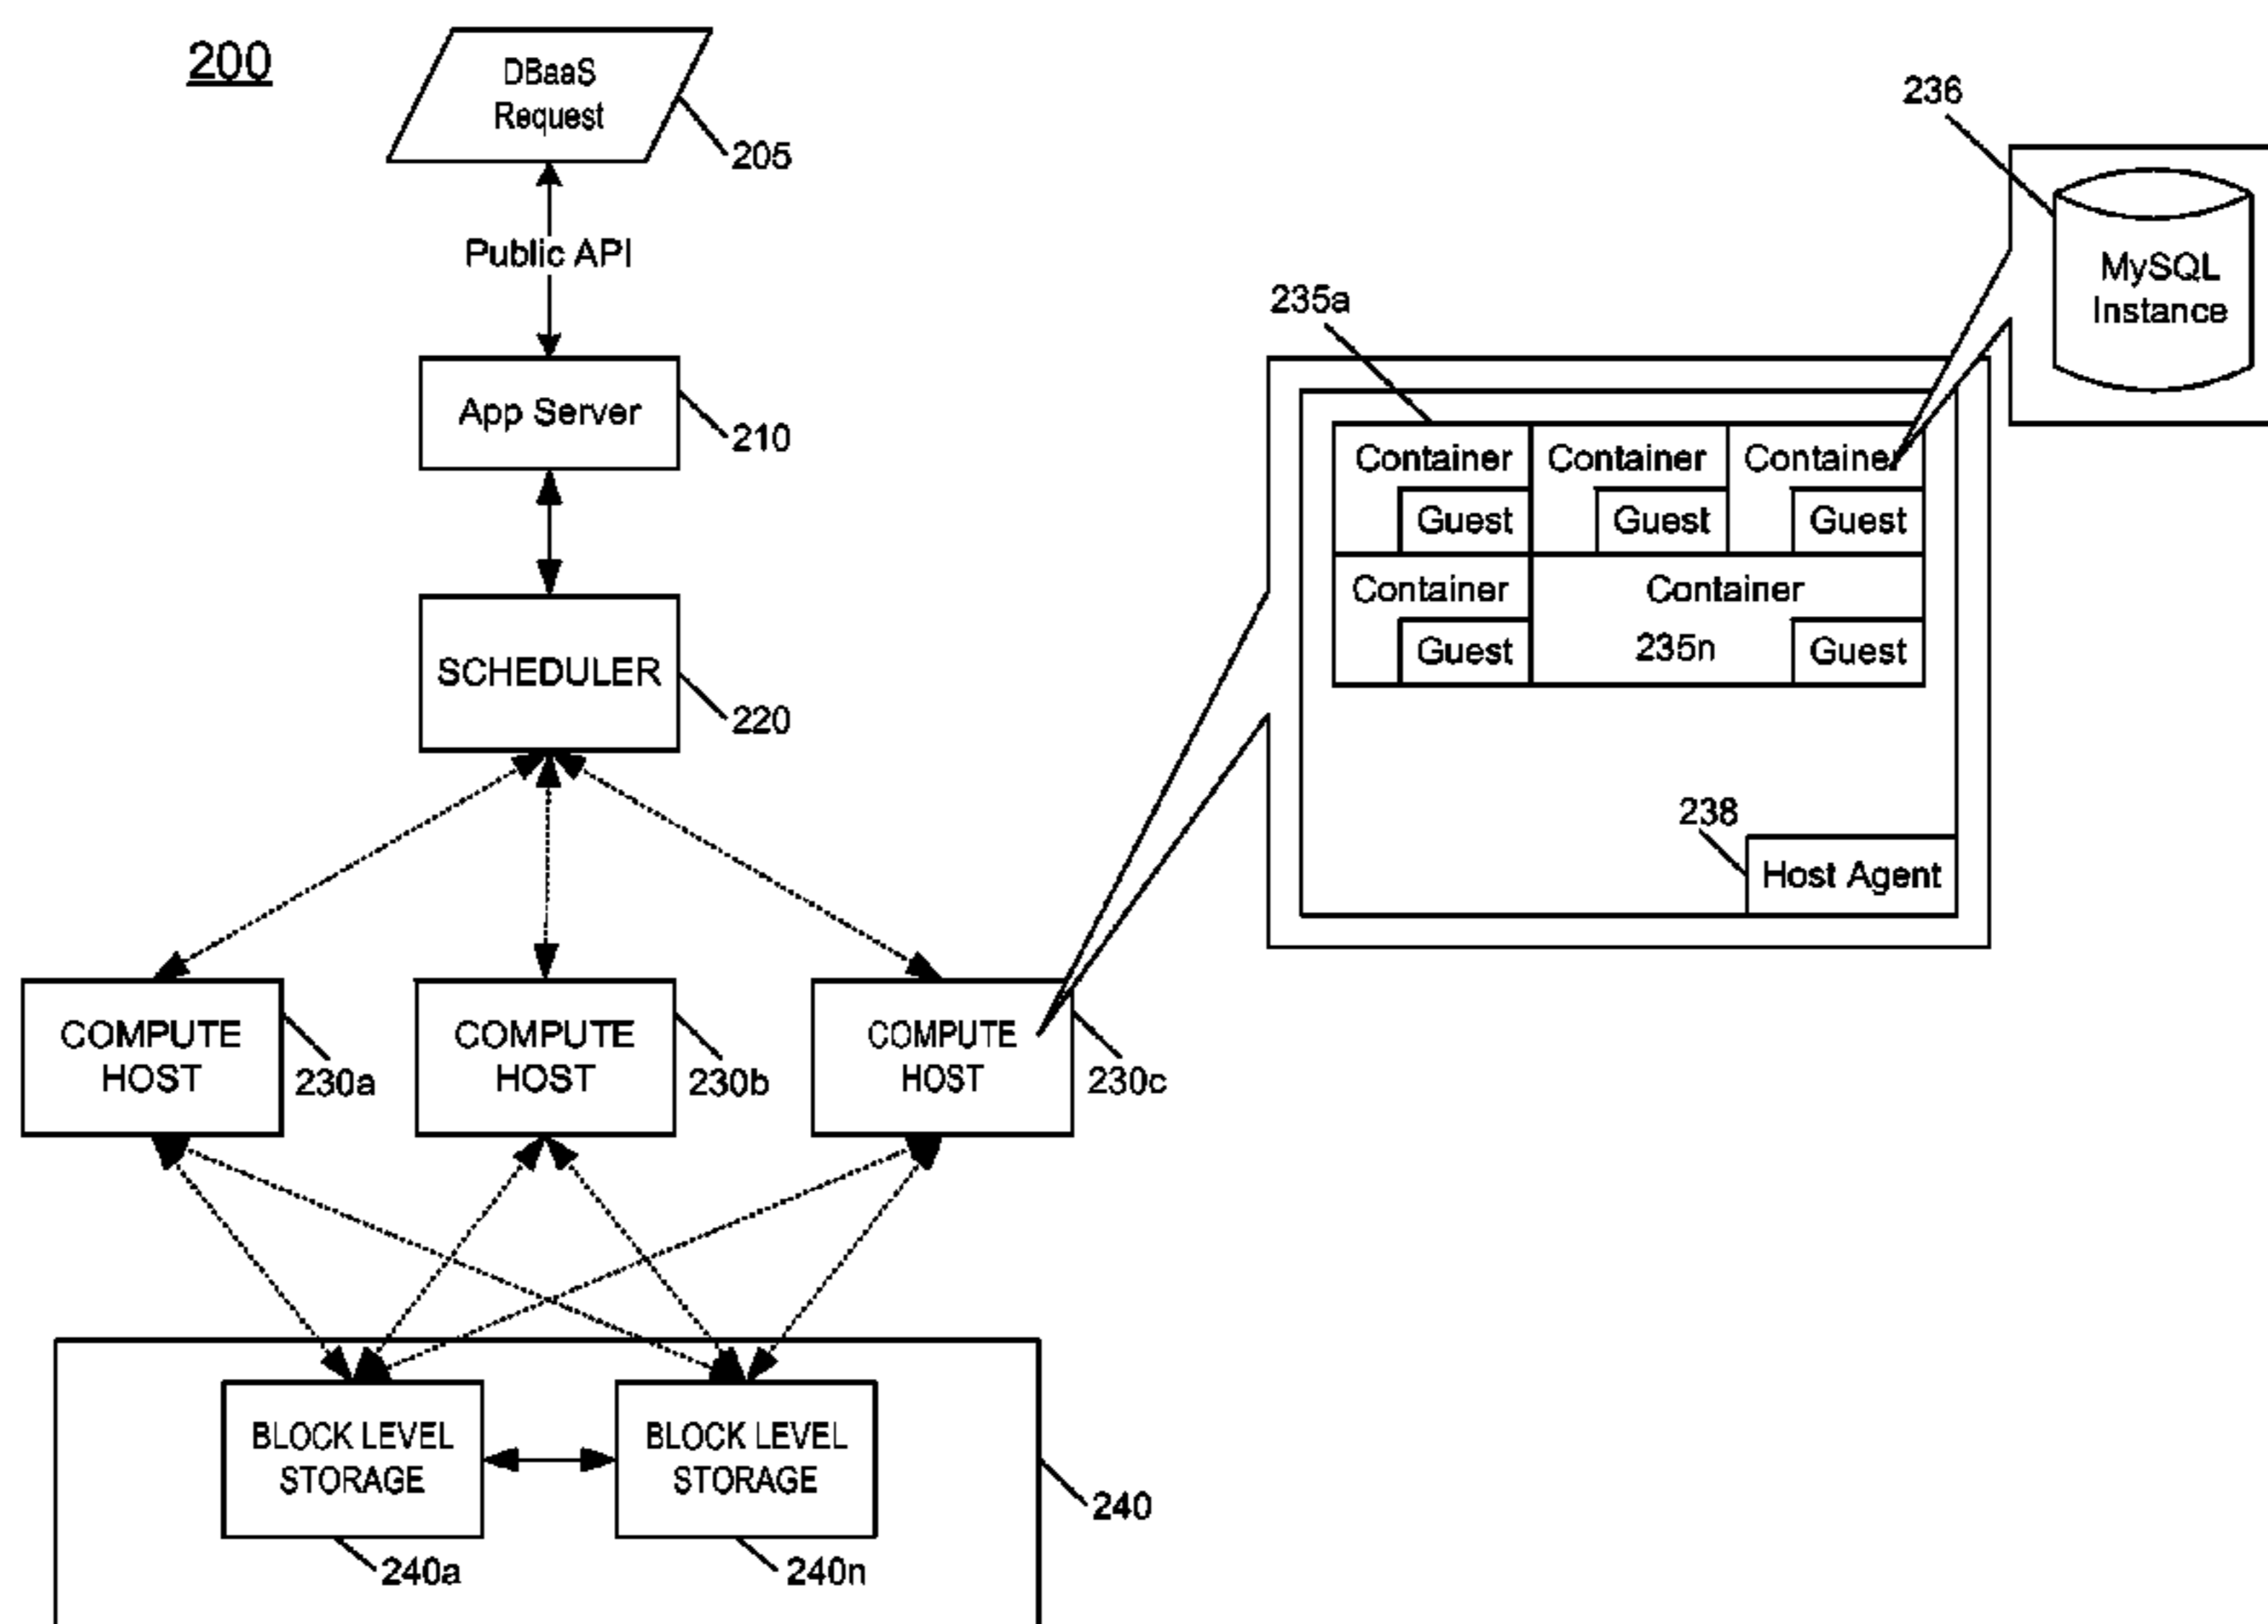 200
DBaaS
Request
205
Public API
App Server
210
SCHEDULER
220
COMPUTE
HOST
230a
COMPUTE
HOST
230b
COMPUTE
HOST
230c
BLOCK LEVEL
STORAGE
240a
BLOCK LEVEL
STORAGE
240n
240
235a
Container
Guest
Container
Guest
Container
Guest
Container
Guest
Container
235n
Guest
238
Host Agent
236
MySQL
Instance